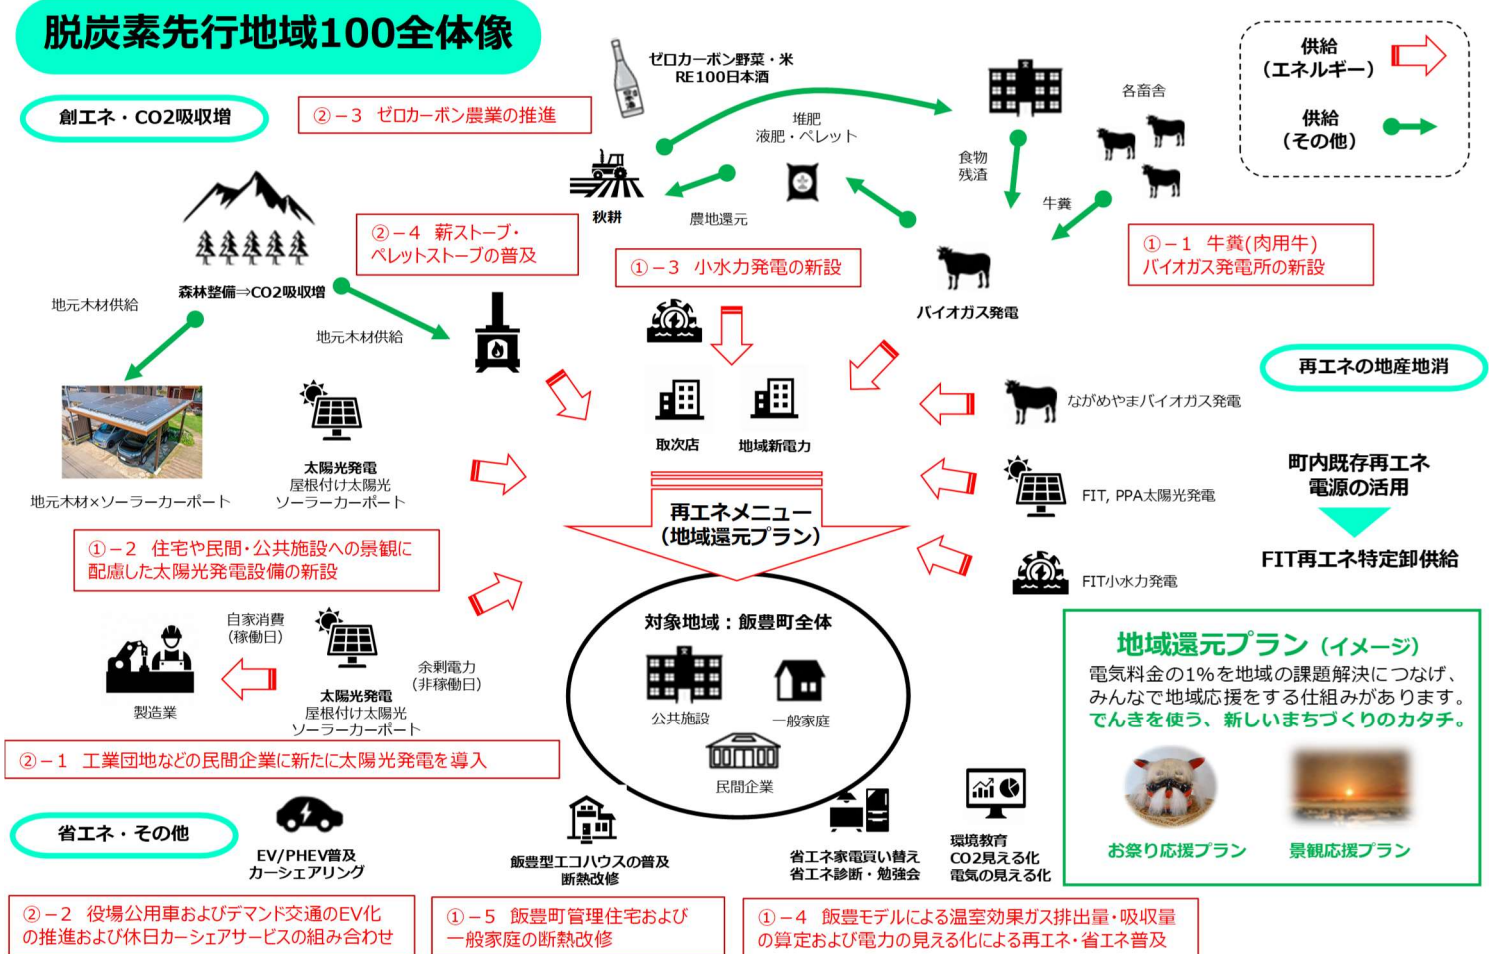 脱炭素先行地域100全体像
創エネ・CO2吸収増
②-3 ゼロカーボン農業の推進
ゼロカーボン野菜・米
RE100日本酒
各畜舎
供給
（エネルギー）
供給
（その他）
堆肥
液肥・ペレット
食物
残渣
牛糞
秋耕
農地還元
②-4 薪ストーブ・
ペレットストーブの普及
①-3 小水力発電の新設
①-1 牛糞(肉用牛)
バイオガス発電所の新設
バイオガス発電
森林整備⇒CO2吸収増
地元木材供給
地元木材供給
再エネの地産地消
取次店
地域新電力
ながめやまバイオガス発電
太陽光発電
屋根付け太陽光
ソーラーカーポート
地元木材×ソーラーカーポート
FIT, PPA太陽光発電
町内既存再エネ
電源の活用
再エネメニュー
（地域還元プラン）
①-2 住宅や民間・公共施設への景観に
配慮した太陽光発電設備の新設
FIT小水力発電
FIT再エネ特定卸供給
自家消費
(稼働日)
余剰電力
(非稼働日)
製造業
太陽光発電
屋根付け太陽光
ソーラーカーポート
対象地域：飯豊町全体
公共施設
一般家庭
民間企業
地域還元プラン（イメージ）
電気料金の1%を地域の課題解決につなげ、
みんなで地域応援をする仕組みがあります。
でんきを使う、新しいまちづくりのカタチ。
お祭り応援プラン
景観応援プラン
②-1 工業団地などの民間企業に新たに太陽光発電を導入
省エネ・その他
EV/PHEV普及
カーシェアリング
飯豊型エコハウスの普及
断熱改修
省エネ家電買い替え
省エネ診断・勉強会
環境教育
CO2見える化
電気の見える化
②-2 役場公用車およびデマンド交通のEV化
の推進および休日カーシェアサービスの組み合わせ
①-5 飯豊町管理住宅および
一般家庭の断熱改修
①-4 飯豊モデルによる温室効果ガス排出量・吸収量
の算定および電力の見える化による再エネ・省エネ普及